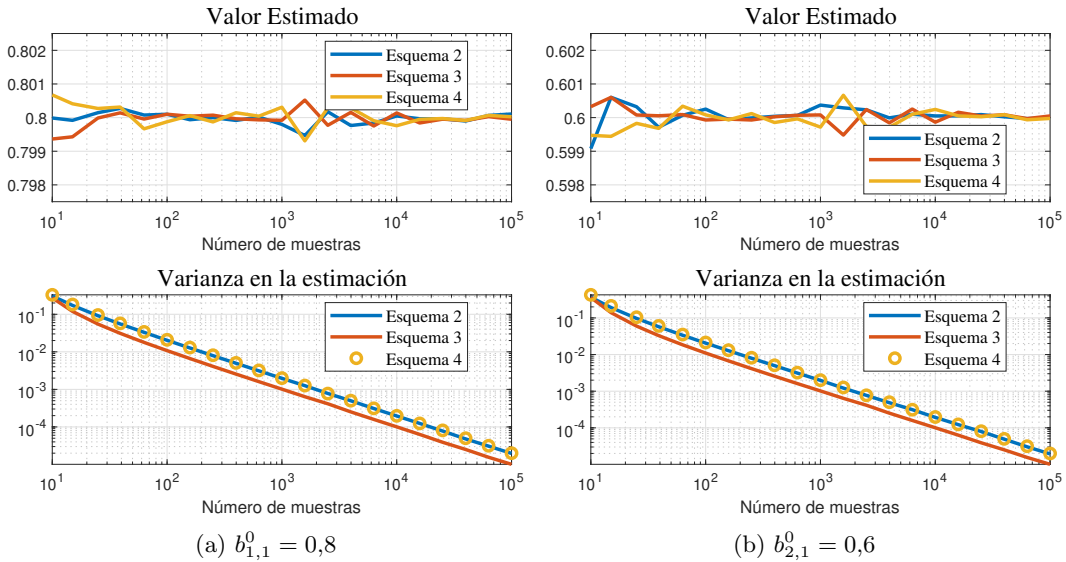 Valor Estimado
0.802
0.801
0.8
0.799
0.798
Esquema 2
Esquema 3
Esquema 4
10^1 10^2 10^3 10^4 10^5
Número de muestras
Varianza en la estimación
10^-1
10^-2
10^-3
10^-4
Esquema 2
Esquema 3
Esquema 4
10^1 10^2 10^3 10^4 10^5
Número de muestras
(a) b^0_{1,1} = 0,8
Valor Estimado
0.602
0.601
0.6
0.599
0.598
Esquema 2
Esquema 3
Esquema 4
10^1 10^2 10^3 10^4 10^5
Número de muestras
Varianza en la estimación
10^-1
10^-2
10^-3
10^-4
Esquema 2
Esquema 3
Esquema 4
10^1 10^2 10^3 10^4 10^5
Número de muestras
(b) b^0_{2,1} = 0,6